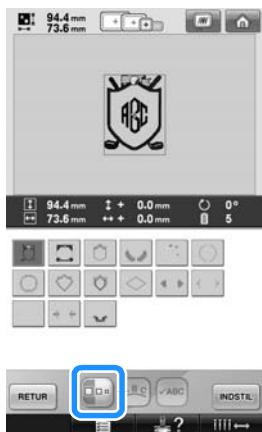 94.4 mm
73.6 mm
ABC
94.4 mm + 0.0 mm 0°
73.6 mm + 0.0 mm 5
RETUR ABC ABC INDSTIL
?